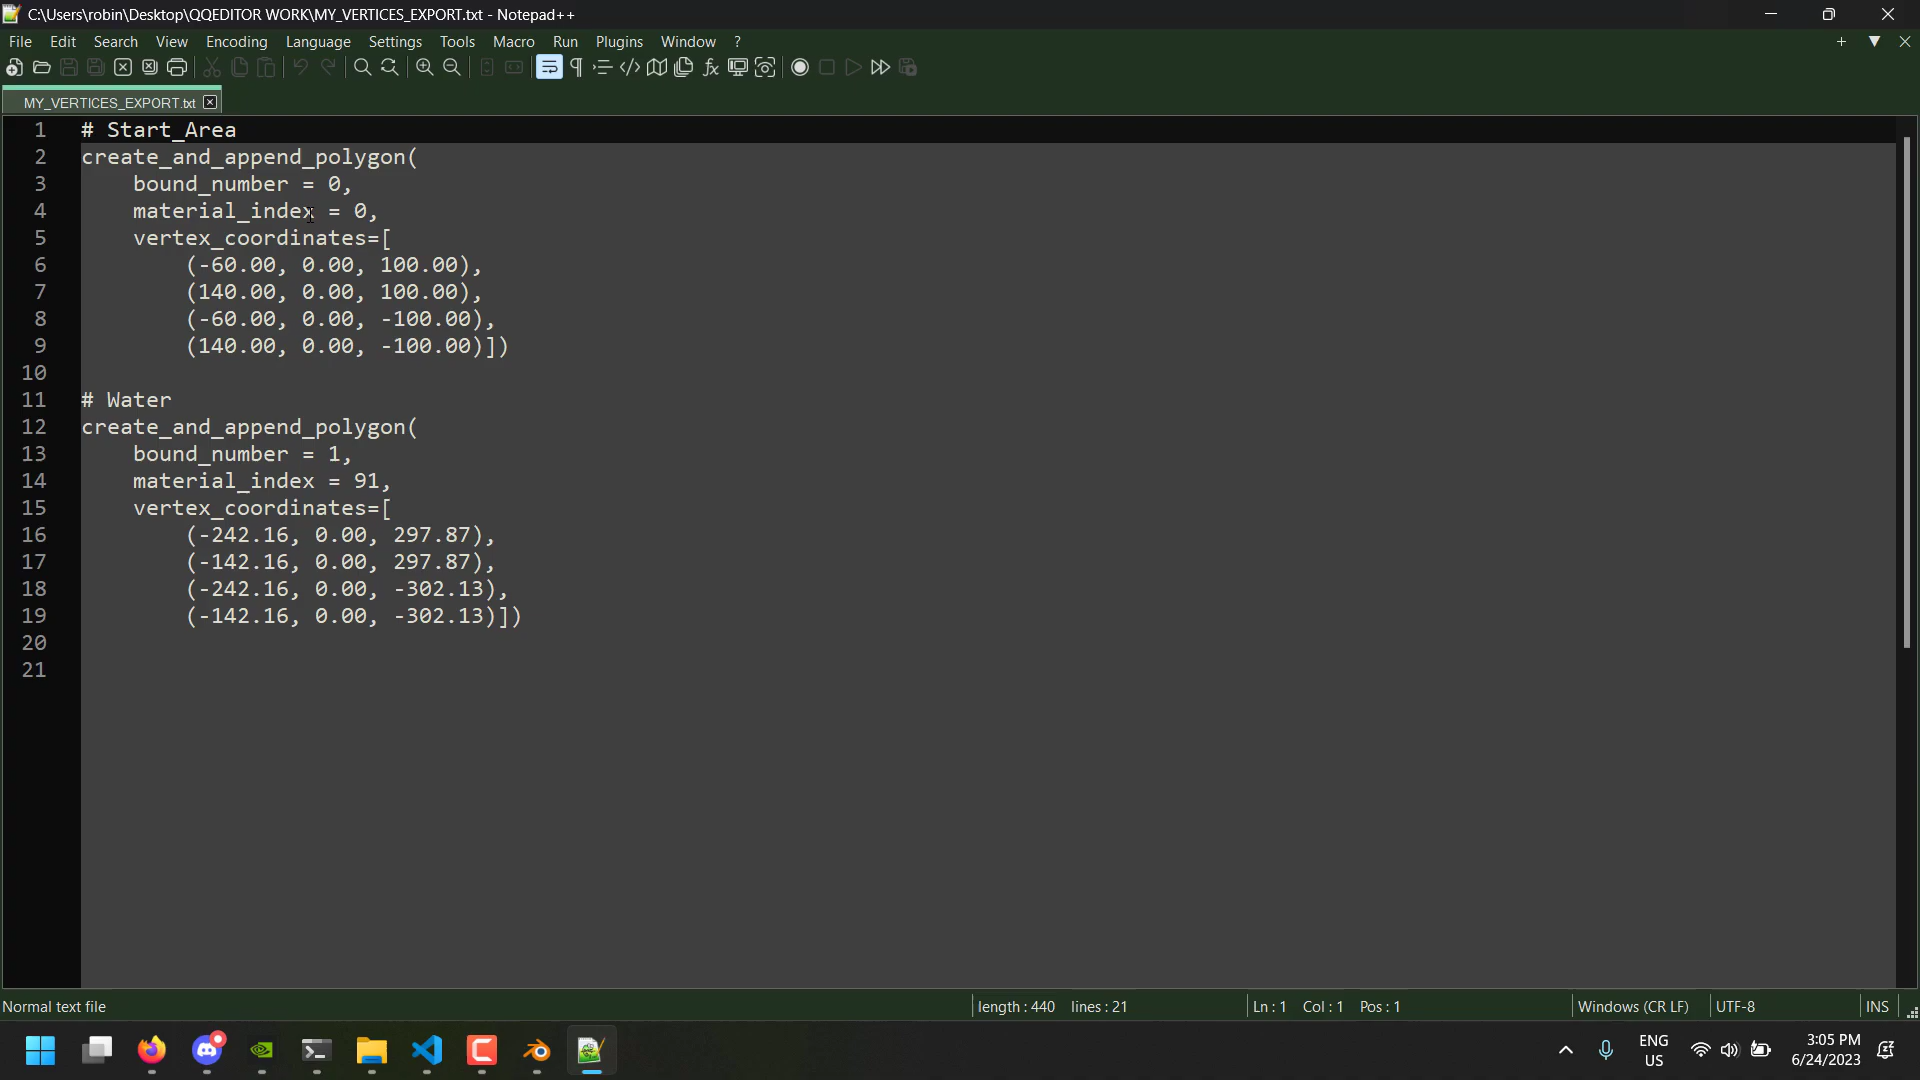 C:\Users\robin\Desktop\QQEDITOR WORK\MY_VERTICES_EXPORT.txt - Notepad++
File Edit Search View Encoding Language Settings Tools Macro Run Plugins Window ?
MY_VERTICES_EXPORT.txt
1 # Start_Area
2 create_and_append_polygon(
3 bound_number = 0,
4 material_index = 0,
5 vertex_coordinates=[
6 (-60.00, 0.00, 100.00),
7 (140.00, 0.00, 100.00),
8 (-60.00, 0.00, -100.00),
9 (140.00, 0.00, -100.00)])
10
11 # Water
12 create_and_append_polygon(
13 bound_number = 1,
14 material_index = 91,
15 vertex_coordinates=[
16 (-242.16, 0.00, 297.87),
17 (-142.16, 0.00, 297.87),
18 (-242.16, 0.00, -302.13),
19 (-142.16, 0.00, -302.13)])
20
21
Normal text file length : 440 lines : 21 Ln : 1 Col : 1 Pos : 1 Windows (CR LF) UTF-8 INS
ENG
US
3:05 PM
6/24/2023